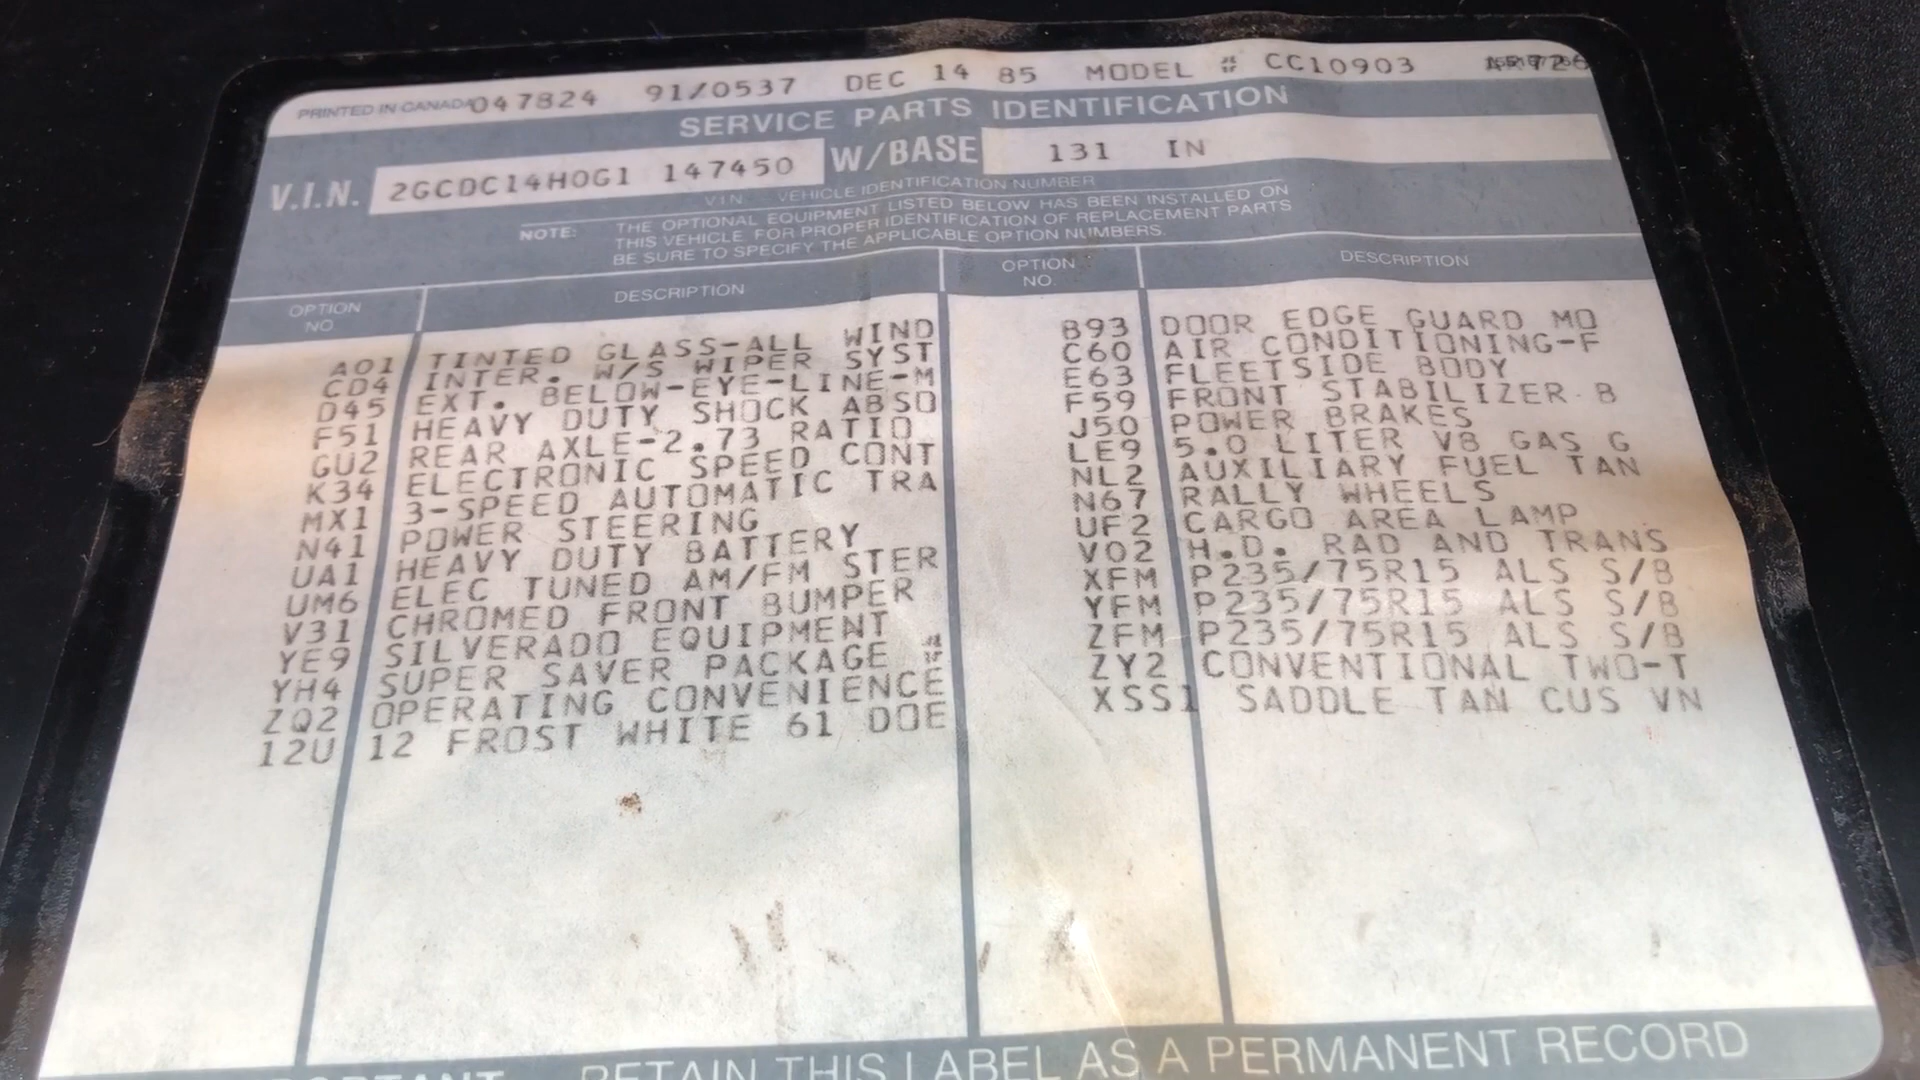 PRINTED IN CANADA 047824 91/0537 DEC 14 85 MODEL # CC10903
SERVICE PARTS IDENTIFICATION
V.I.N. 2GCDC14H0G1 147450 W/BASE 131 IN
V.I.N. VEHICLE IDENTIFICATION NUMBER
NOTE: THE OPTIONAL EQUIPMENT LISTED BELOW HAS BEEN INSTALLED ON
THIS VEHICLE. FOR PROPER IDENTIFICATION OF REPLACEMENT PARTS
BE SURE TO SPECIFY THE APPLICABLE OPTION NUMBERS.
OPTION NO. DESCRIPTION
A01 TINTED GLASS-ALL WIND
CD4 INTER. W/S WIPER SYST
D45 EXT. BELOW-EYE-LINE-M
F51 HEAVY DUTY SHOCK ABSO
GU2 REAR AXLE-2.73 RATIO
K34 ELECTRONIC SPEED CONT
MX1 3-SPEED AUTOMATIC TRA
N41 POWER STEERING
UA1 HEAVY DUTY BATTERY
UM6 ELEC TUNED AM/FM STER
V31 CHROMED FRONT BUMPER
YE9 SILVERADO EQUIPMENT
YH4 SUPER SAVER PACKAGE #
ZQ2 OPERATING CONVENIENCE
12U 12 FROST WHITE 61 DOE
OPTION NO. DESCRIPTION
B93 DOOR EDGE GUARD MO
C60 AIR CONDITIONING-F
E63 FLEETSIDE BODY
F59 FRONT STABILIZER B
J50 POWER BRAKES
LE9 5.0 LITER V8 GAS G
NL2 AUXILIARY FUEL TAN
N67 RALLY WHEELS
UF2 CARGO AREA LAMP
V02 H.D. RAD AND TRANS
XFM P235/75R15 ALS S/B
YFM P235/75R15 ALS S/B
ZFM P235/75R15 ALS S/B
ZY2 CONVENTIONAL TWO-T
XSS1 SADDLE TAN CUS VN
RETAIN THIS LABEL AS A PERMANENT RECORD